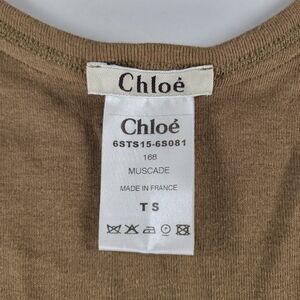 Chloé
Chloé
6STS15-6S081
168
MUSCADE
MADE IN FRANCE
T S